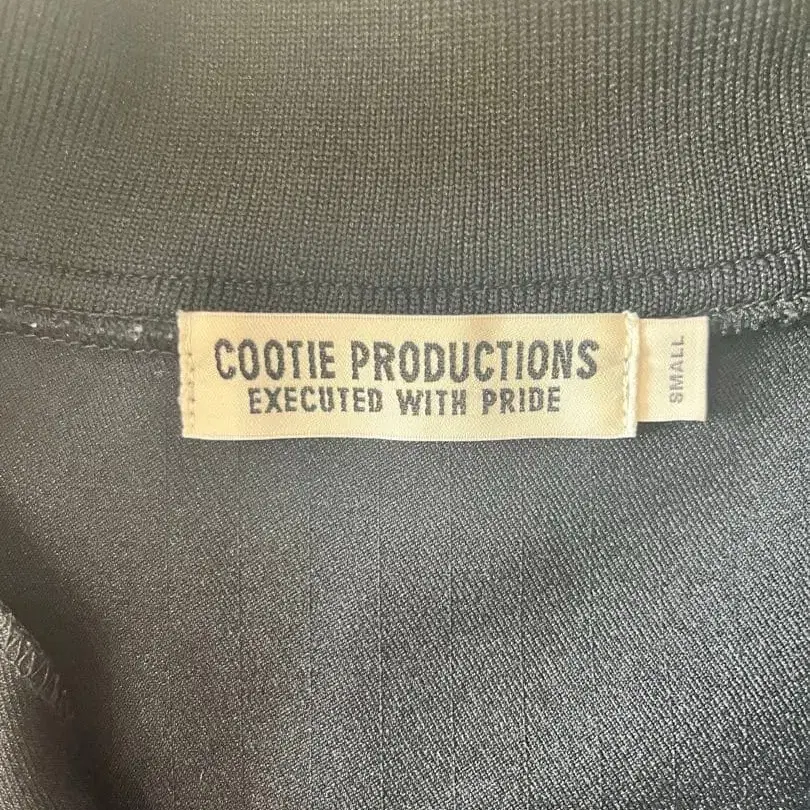 COOTIE PRODUCTIONS
EXECUTED WITH PRIDE
SMALL